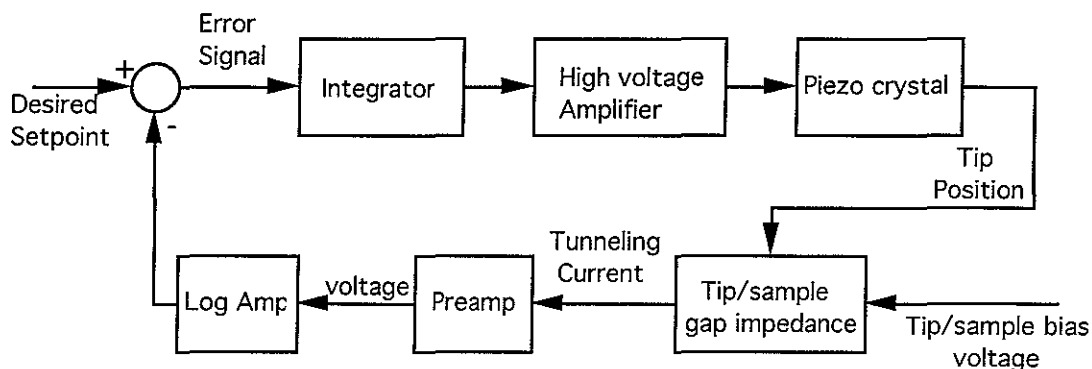 +
Error
Signal
Desired
Setpoint
-
Integrator
High voltage
Amplifier
Piezo crystal
Tip
Position
Log Amp
voltage
Preamp
Tunneling
Current
Tip/sample
gap impedance
Tip/sample bias
voltage